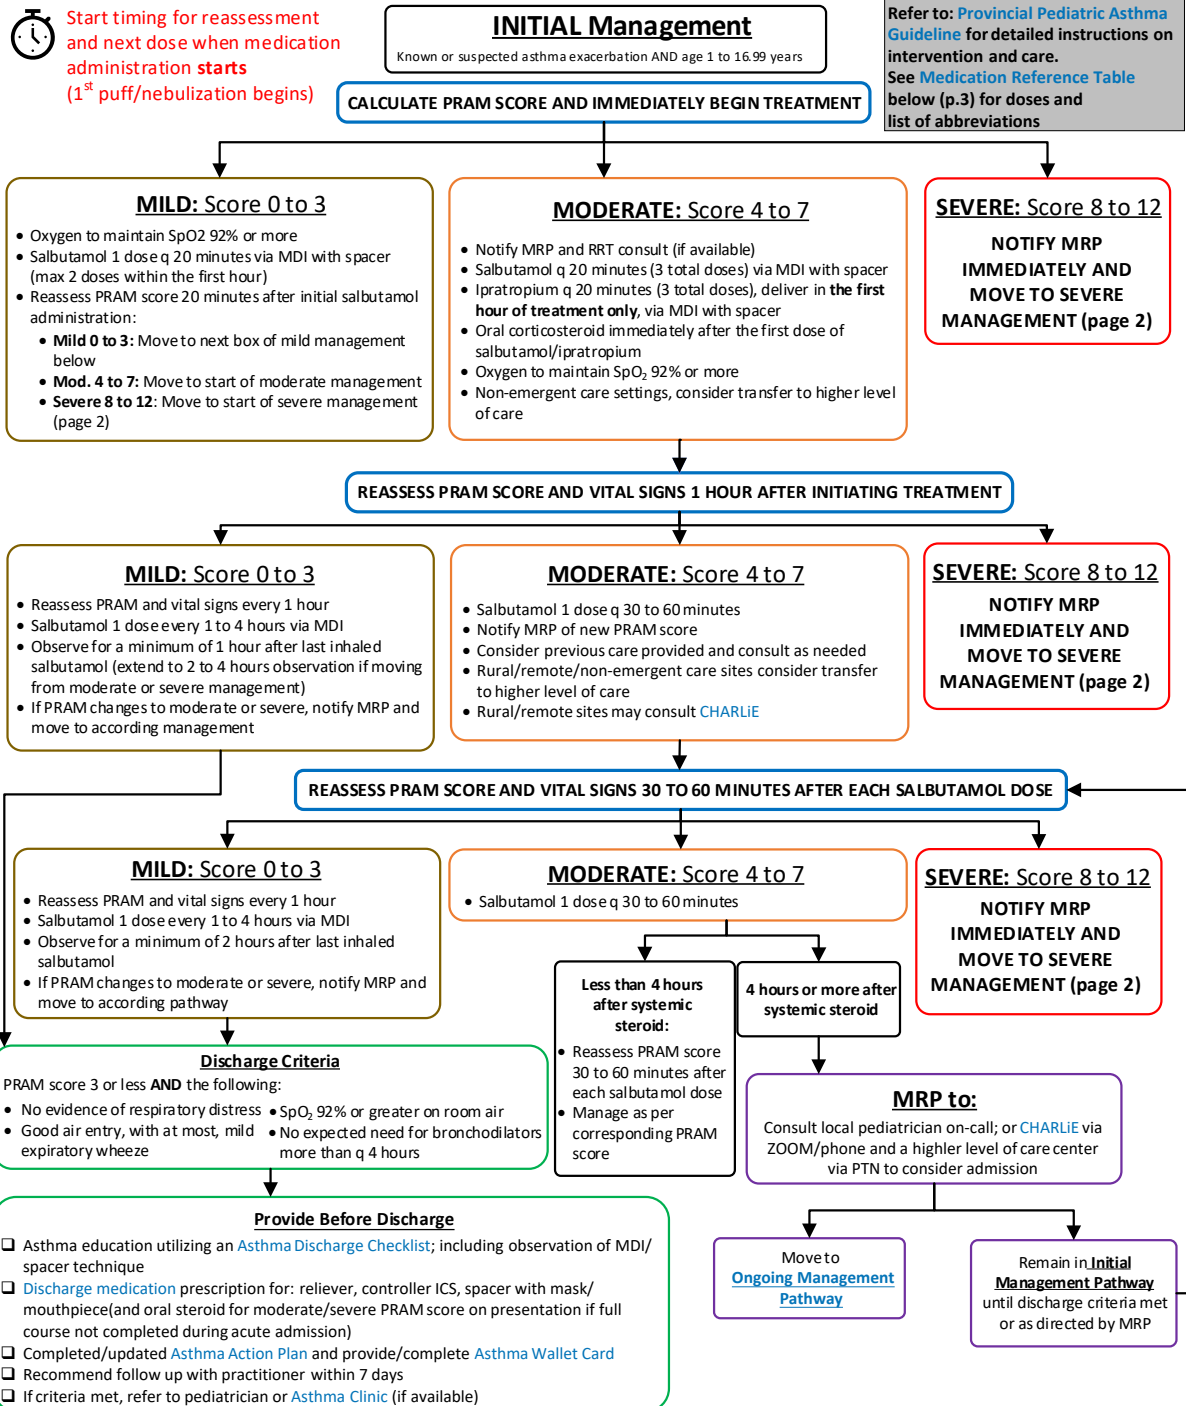 Start timing for reassessment
and next dose when medication
administration starts
(1st puff/nebulization begins)
INITIAL Management
Known or suspected asthma exacerbation AND age 1 to 16.99 years
Refer to: Provincial Pediatric Asthma
Guideline for detailed instructions on
intervention and care.
See Medication Reference Table
below (p.3) for doses and
list of abbreviations
CALCULATE PRAM SCORE AND IMMEDIATELY BEGIN TREATMENT
MILD: Score 0 to 3
• Oxygen to maintain SpO2 92% or more
• Salbutamol 1 dose q 20 minutes via MDI with spacer
(max 2 doses within the first hour)
• Reassess PRAM score 20 minutes after initial salbutamol
administration:
• Mild 0 to 3: Move to next box of mild management
below
• Mod. 4 to 7: Move to start of moderate management
• Severe 8 to 12: Move to start of severe management
(page 2)
MODERATE: Score 4 to 7
• Notify MRP and RRT consult (if available)
• Salbutamol q 20 minutes (3 total doses) via MDI with spacer
• Ipratropium q 20 minutes (3 total doses), deliver in the first
hour of treatment only, via MDI with spacer
• Oral corticosteroid immediately after the first dose of
salbutamol/ipratropium
• Oxygen to maintain SpO₂ 92% or more
• Non-emergent care settings, consider transfer to higher level
of care
SEVERE: Score 8 to 12
NOTIFY MRP
IMMEDIATELY AND
MOVE TO SEVERE
MANAGEMENT (page 2)
REASSESS PRAM SCORE AND VITAL SIGNS 1 HOUR AFTER INITIATING TREATMENT
MILD: Score 0 to 3
• Reassess PRAM and vital signs every 1 hour
• Salbutamol 1 dose every 1 to 4 hours via MDI
• Observe for a minimum of 1 hour after last inhaled
salbutamol (extend to 2 to 4 hours observation if moving
from moderate or severe management)
• If PRAM changes to moderate or severe, notify MRP and
move to according management
MODERATE: Score 4 to 7
• Salbutamol 1 dose q 30 to 60 minutes
• Notify MRP of new PRAM score
• Consider previous care provided and consult as needed
• Rural/remote/non-emergent care sites consider transfer
to higher level of care
• Rural/remote sites may consult CHARLiE
SEVERE: Score 8 to 12
NOTIFY MRP
IMMEDIATELY AND
MOVE TO SEVERE
MANAGEMENT (page 2)
REASSESS PRAM SCORE AND VITAL SIGNS 30 TO 60 MINUTES AFTER EACH SALBUTAMOL DOSE
MILD: Score 0 to 3
• Reassess PRAM and vital signs every 1 hour
• Salbutamol 1 dose every 1 to 4 hours via MDI
• Observe for a minimum of 2 hours after last inhaled
salbutamol
• If PRAM changes to moderate or severe, notify MRP and
move to according pathway
MODERATE: Score 4 to 7
• Salbutamol 1 dose q 30 to 60 minutes
SEVERE: Score 8 to 12
NOTIFY MRP
IMMEDIATELY AND
MOVE TO SEVERE
MANAGEMENT (page 2)
Less than 4 hours
after systemic
steroid:
• Reassess PRAM score
30 to 60 minutes after
each salbutamol dose
• Manage as per
corresponding PRAM
score
4 hours or more after
systemic steroid
MRP to:
Consult local pediatrician on-call; or CHARLiE via
ZOOM/phone and a highler level of care center
via PTN to consider admission
Move to
Ongoing Management
Pathway
Remain in Initial
Management Pathway
until discharge criteria met
or as directed by MRP
Discharge Criteria
PRAM score 3 or less AND the following:
• No evidence of respiratory distress
• Good air entry, with at most, mild
expiratory wheeze
• SpO₂ 92% or greater on room air
• No expected need for bronchodilators
more than q 4 hours
Provide Before Discharge
❑ Asthma education utilizing an Asthma Discharge Checklist; including observation of MDI/
spacer technique
❑ Discharge medication prescription for: reliever, controller ICS, spacer with mask/
mouthpiece(and oral steroid for moderate/severe PRAM score on presentation if full
course not completed during acute admission)
❑ Completed/updated Asthma Action Plan and provide/complete Asthma Wallet Card
❑ Recommend follow up with practitioner within 7 days
❑ If criteria met, refer to pediatrician or Asthma Clinic (if available)